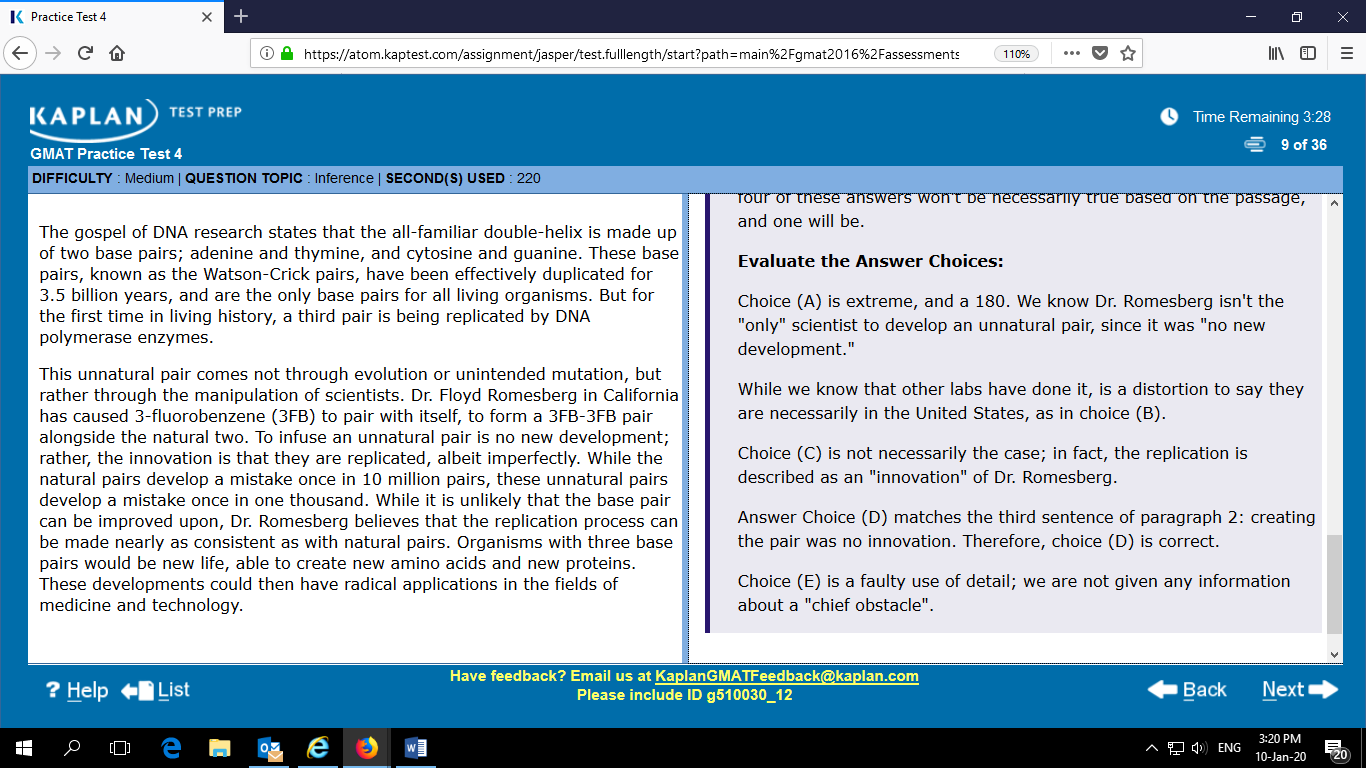 Practice Test 4
https://atom.kaptest.com/assignment/jasper/test.fulllength/start?path=main%2Fgmat2016%2Fassessments
110%
KAPLAN TEST PREP
GMAT Practice Test 4
Time Remaining 3:28
9 of 36
DIFFICULTY : Medium | QUESTION TOPIC : Inference | SECOND(S) USED : 220
The gospel of DNA research states that the all-familiar double-helix is made up
of two base pairs; adenine and thymine, and cytosine and guanine. These base
pairs, known as the Watson-Crick pairs, have been effectively duplicated for
3.5 billion years, and are the only base pairs for all living organisms. But for
the first time in living history, a third pair is being replicated by DNA
polymerase enzymes.
This unnatural pair comes not through evolution or unintended mutation, but
rather through the manipulation of scientists. Dr. Floyd Romesberg in California
has caused 3-fluorobenzene (3FB) to pair with itself, to form a 3FB-3FB pair
alongside the natural two. To infuse an unnatural pair is no new development;
rather, the innovation is that they are replicated, albeit imperfectly. While the
natural pairs develop a mistake once in 10 million pairs, these unnatural pairs
develop a mistake once in one thousand. While it is unlikely that the base pair
can be improved upon, Dr. Romesberg believes that the replication process can
be made nearly as consistent as with natural pairs. Organisms with three base
pairs would be new life, able to create new amino acids and new proteins.
These developments could then have radical applications in the fields of
medicine and technology.
four of these answers won't be necessarily true based on the passage,
and one will be.
Evaluate the Answer Choices:
Choice (A) is extreme, and a 180. We know Dr. Romesberg isn't the
"only" scientist to develop an unnatural pair, since it was "no new
development."
While we know that other labs have done it, is a distortion to say they
are necessarily in the United States, as in choice (B).
Choice (C) is not necessarily the case; in fact, the replication is
described as an "innovation" of Dr. Romesberg.
Answer Choice (D) matches the third sentence of paragraph 2: creating
the pair was no innovation. Therefore, choice (D) is correct.
Choice (E) is a faulty use of detail; we are not given any information
about a "chief obstacle".
? Help
List
Have feedback? Email us at KaplanGMATFeedback@kaplan.com
Please include ID g510030_12
Back
Next
ENG
3:20 PM
10-Jan-20
20